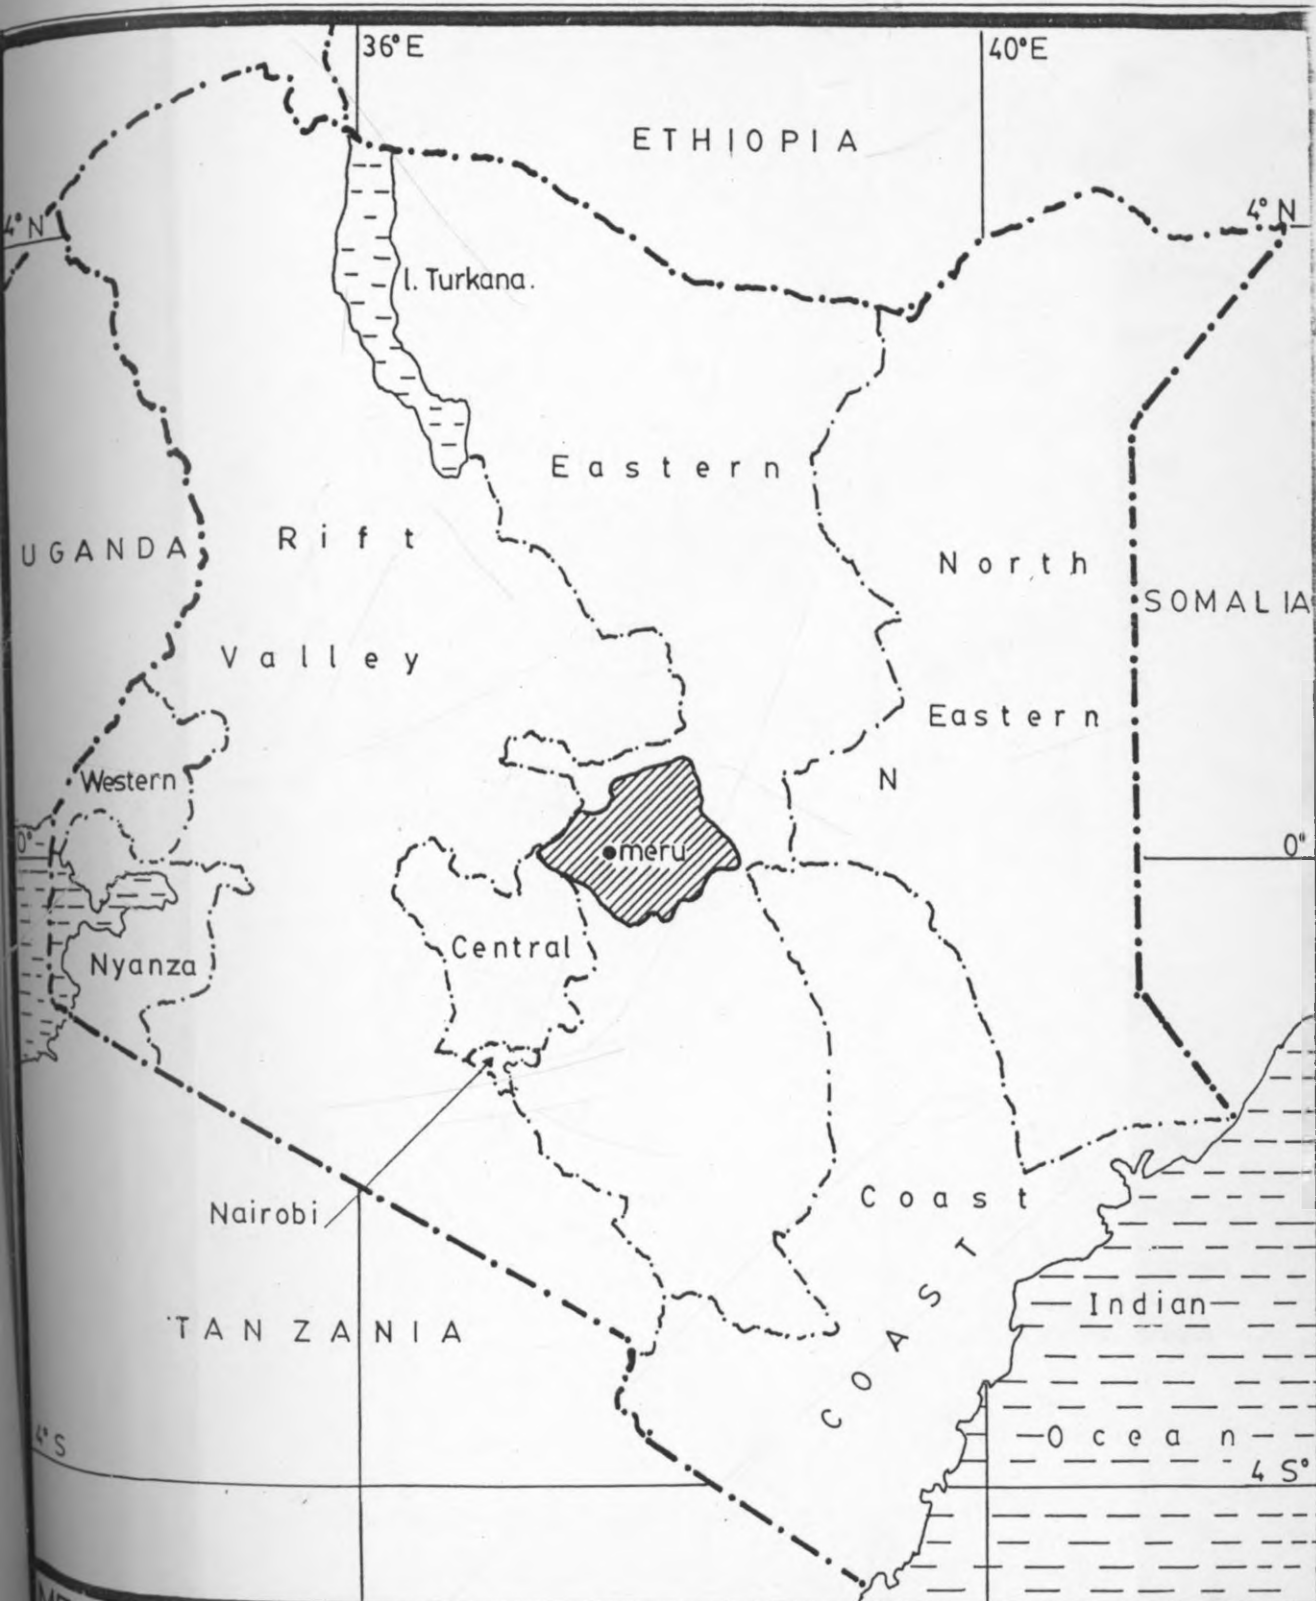 36°E
40°E
ETHIOPIA
4° N
4° N
l. Turkana.
Eastern
Rift
UGANDA
North
SOMALIA
Valley
Eastern
Western
N
0°
meru
0°
Central
Nyanza
Coast
Nairobi
COAST
Indian
TANZANIA
Ocean
4° S
4 S°